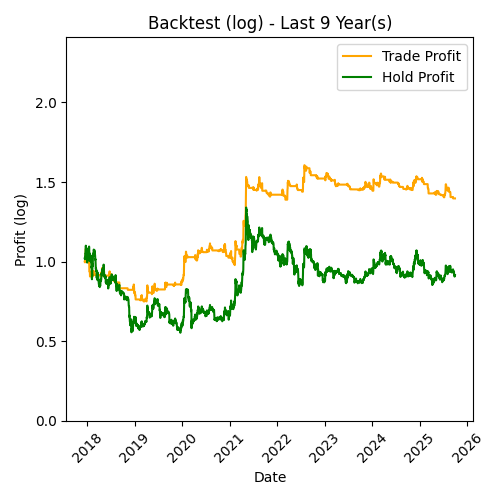 Backtest (log) - Last 9 Year(s)
Trade Profit
Hold Profit
Profit (log)
2.0
1.5
1.0
0.5
0.0
2018
2019
2020
2021
2022
2023
2024
2025
2026
Date